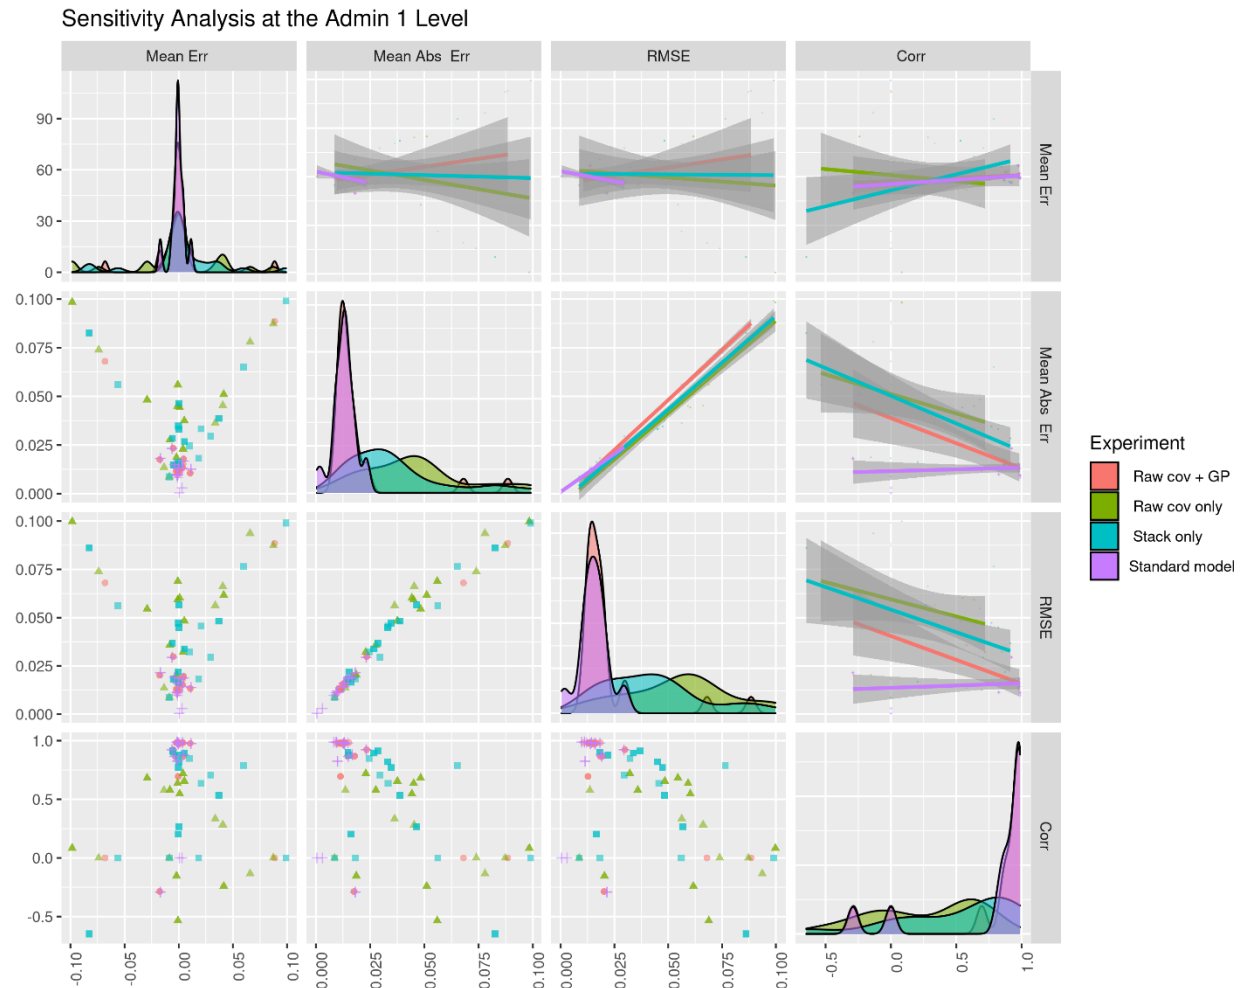 Sensitivity Analysis at the Admin 1 Level
Mean Err
Mean Abs Err
RMSE
Corr
90
60
30
0
Mean Err
0.100
0.075
0.050
0.025
0.000
Mean Abs Err
0.100
0.075
0.050
0.025
0.000
RMSE
1.0
0.5
0.0
-0.5
Corr
-0.10
-0.05
0.00
0.05
0.10
0.000
0.025
0.050
0.075
0.100
0.000
0.025
0.050
0.075
0.100
-0.5
0.0
0.5
1.0
Experiment
Raw cov + GP
Raw cov only
Stack only
Standard model